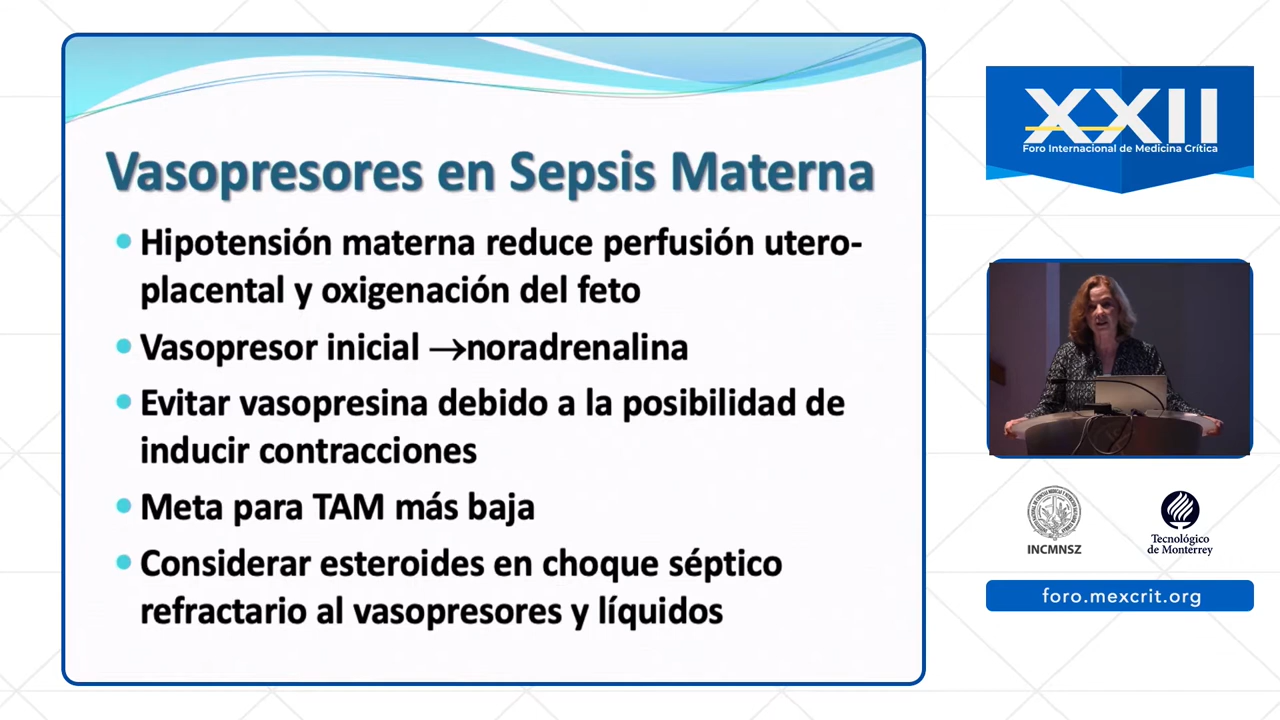 Vasopresores en Sepsis Materna
Hipotensión materna reduce perfusión utero-
placental y oxigenación del feto
Vasopresor inicial →noradrenalina
Evitar vasopresina debido a la posibilidad de
inducir contracciones
Meta para TAM más baja
Considerar esteroides en choque séptico
refractario al vasopresores y líquidos
XXII
Foro Internacional de Medicina Crítica
INCMNSZ
Tecnológico
de Monterrey
foro.mexcrit.org